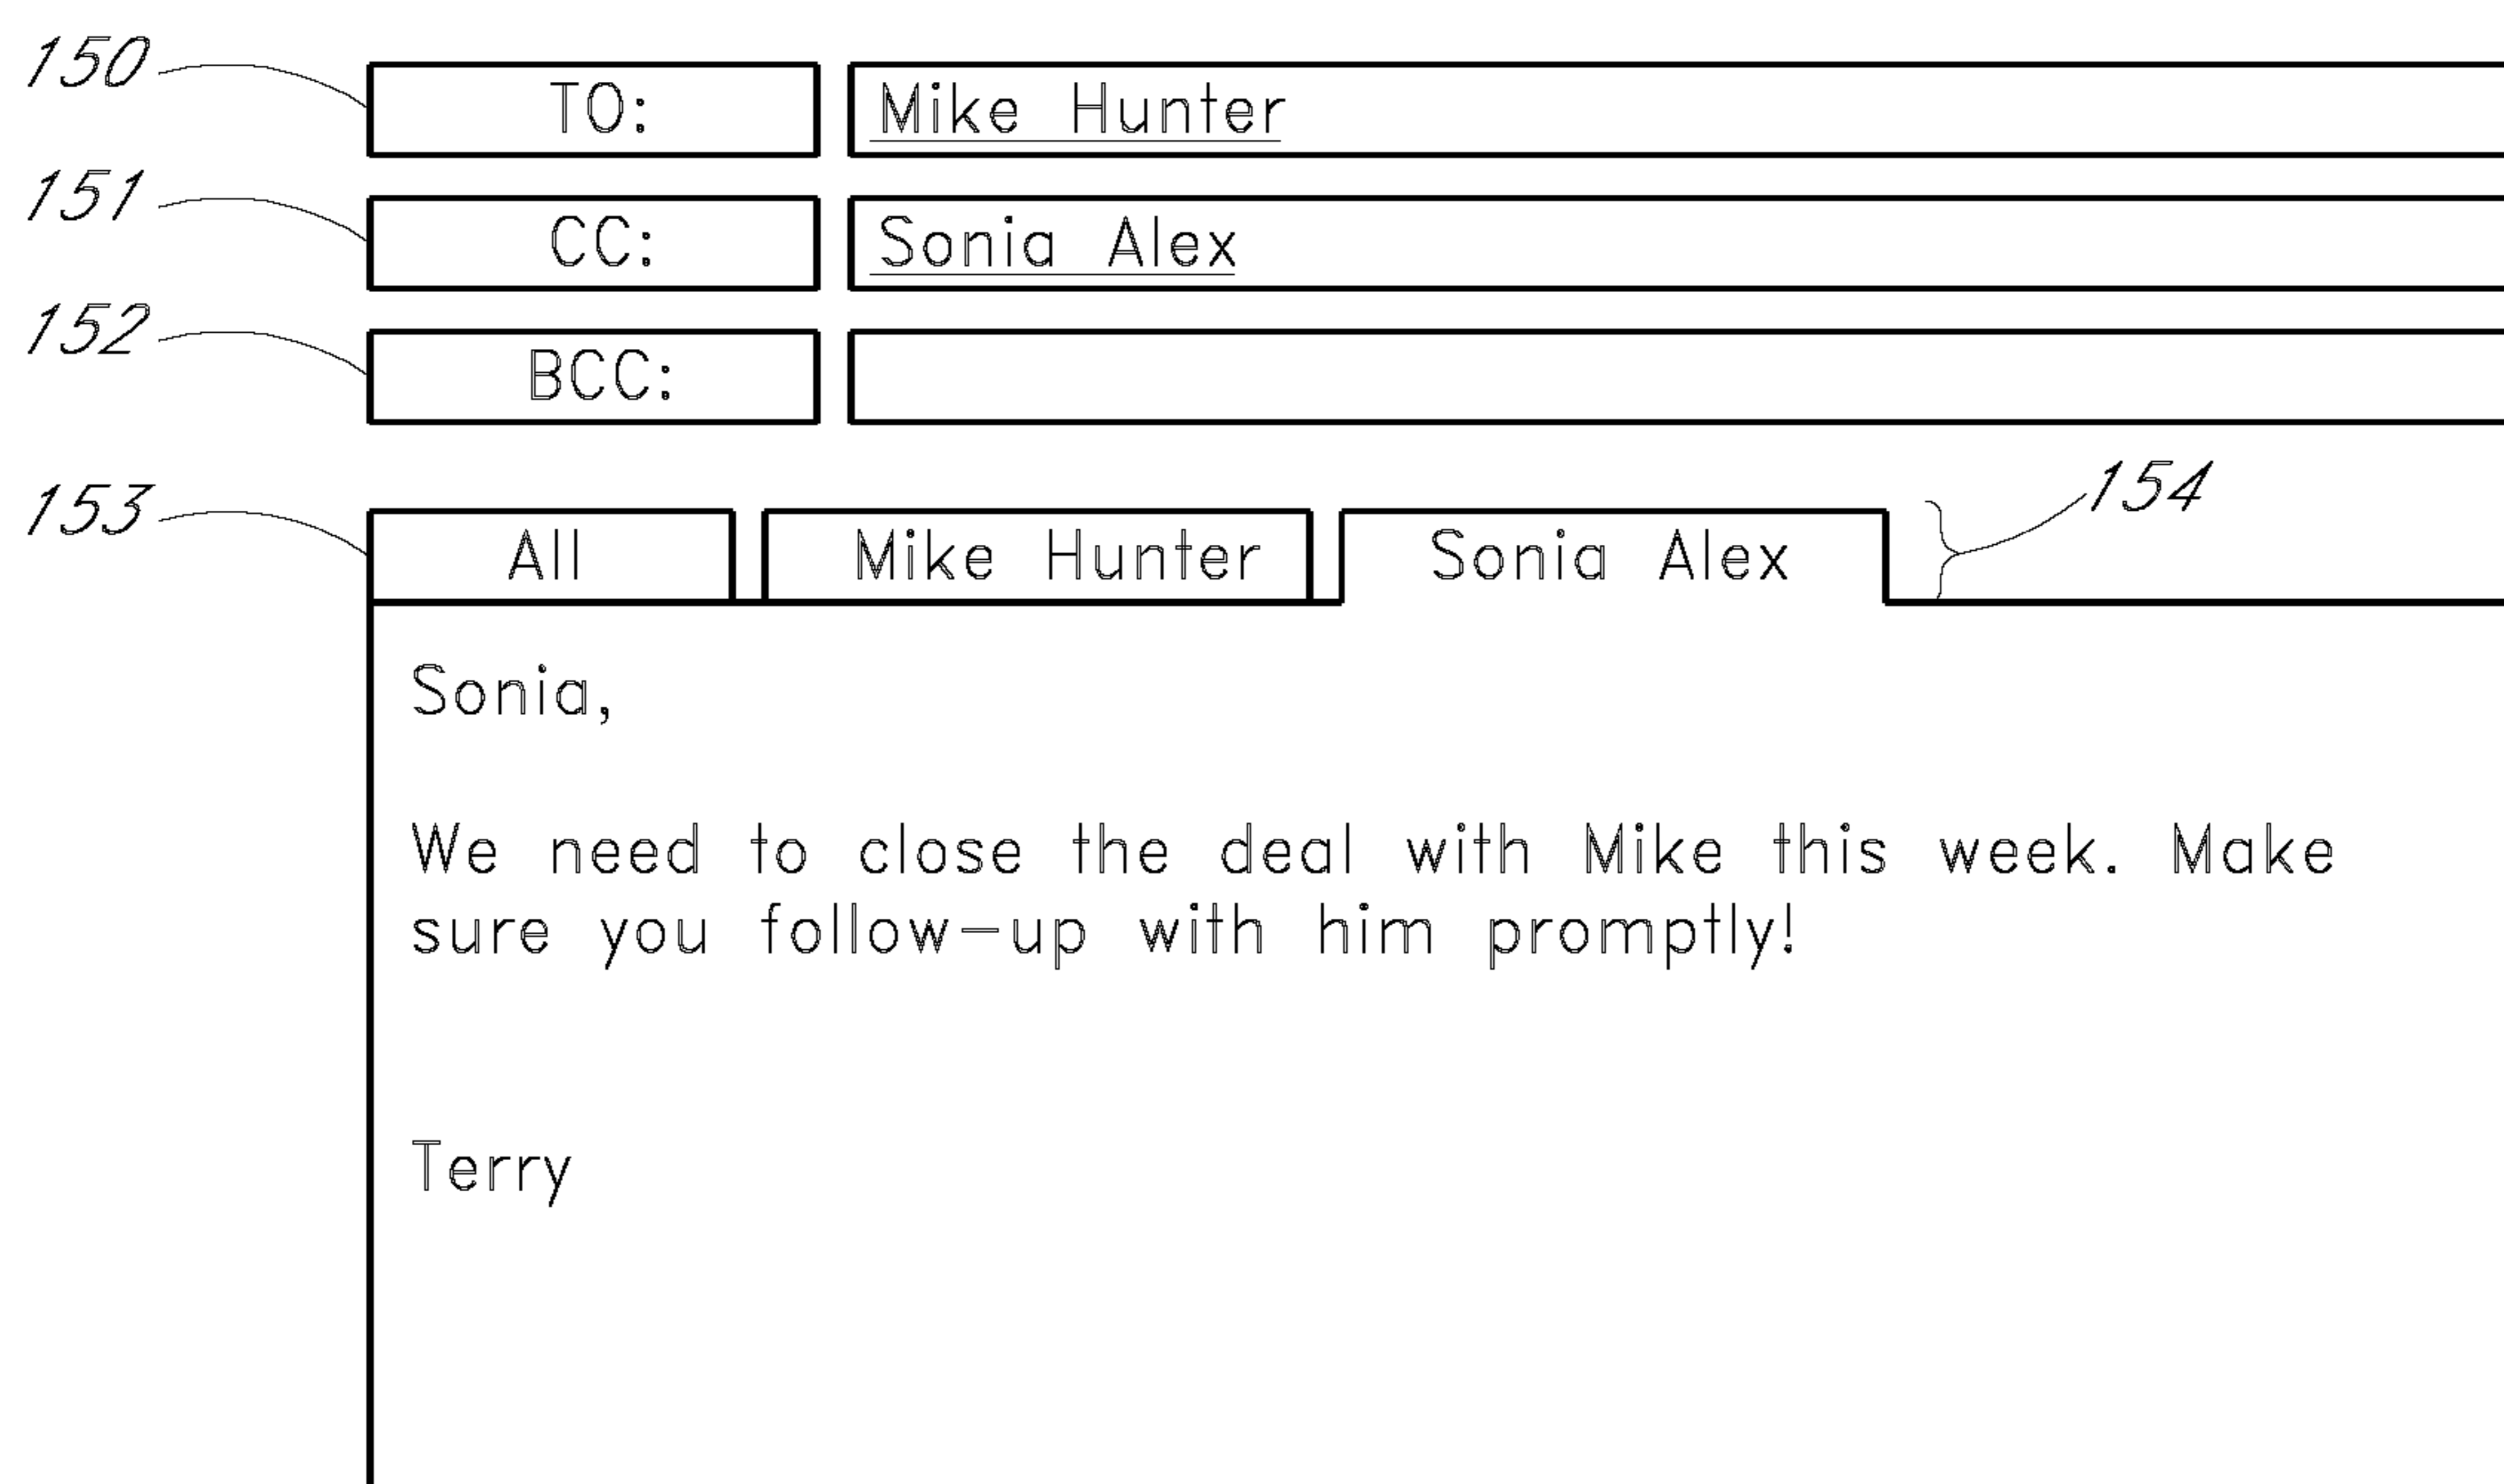 150 TO: Mike Hunter
151 CC: Sonia Alex
152 BCC:
154
153 All Mike Hunter Sonia Alex
Sonia,
We need to close the deal with Mike this week. Make
sure you follow-up with him promptly!
Terry